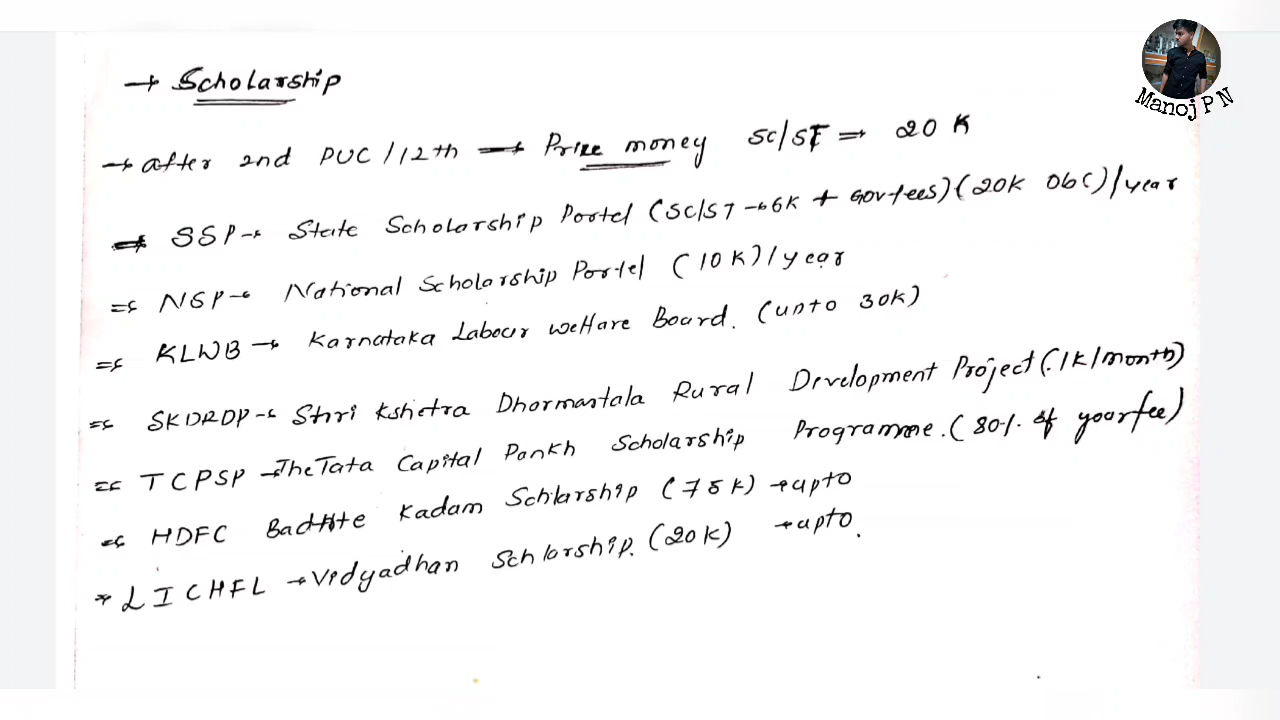 → Scholarship
Manoj P N
→ after 2nd PUC / 12th → Prize money SC/ST ⇒ 20 K
⇒ SSP → State Scholarship Portel (SC/ST → 6K + Gov fees) (20K ObC) / year
⇒ NSP → National Scholarship Portel (10K) / year
⇒ KLWB → Karnataka Labour Welfare Board. (upto 30K)
⇒ SKDRDP → Shri Kshetra Dharmastala Rural Development Project (1K/month)
⇒ TCPSP → The Tata Capital Pankh Scholarship Programme. (80% of your fee)
⇒ HDFC Kadam Schlarship (75K) → upto
→ LICHFL → Vidyadhan Schlorship. (20K) → upto.